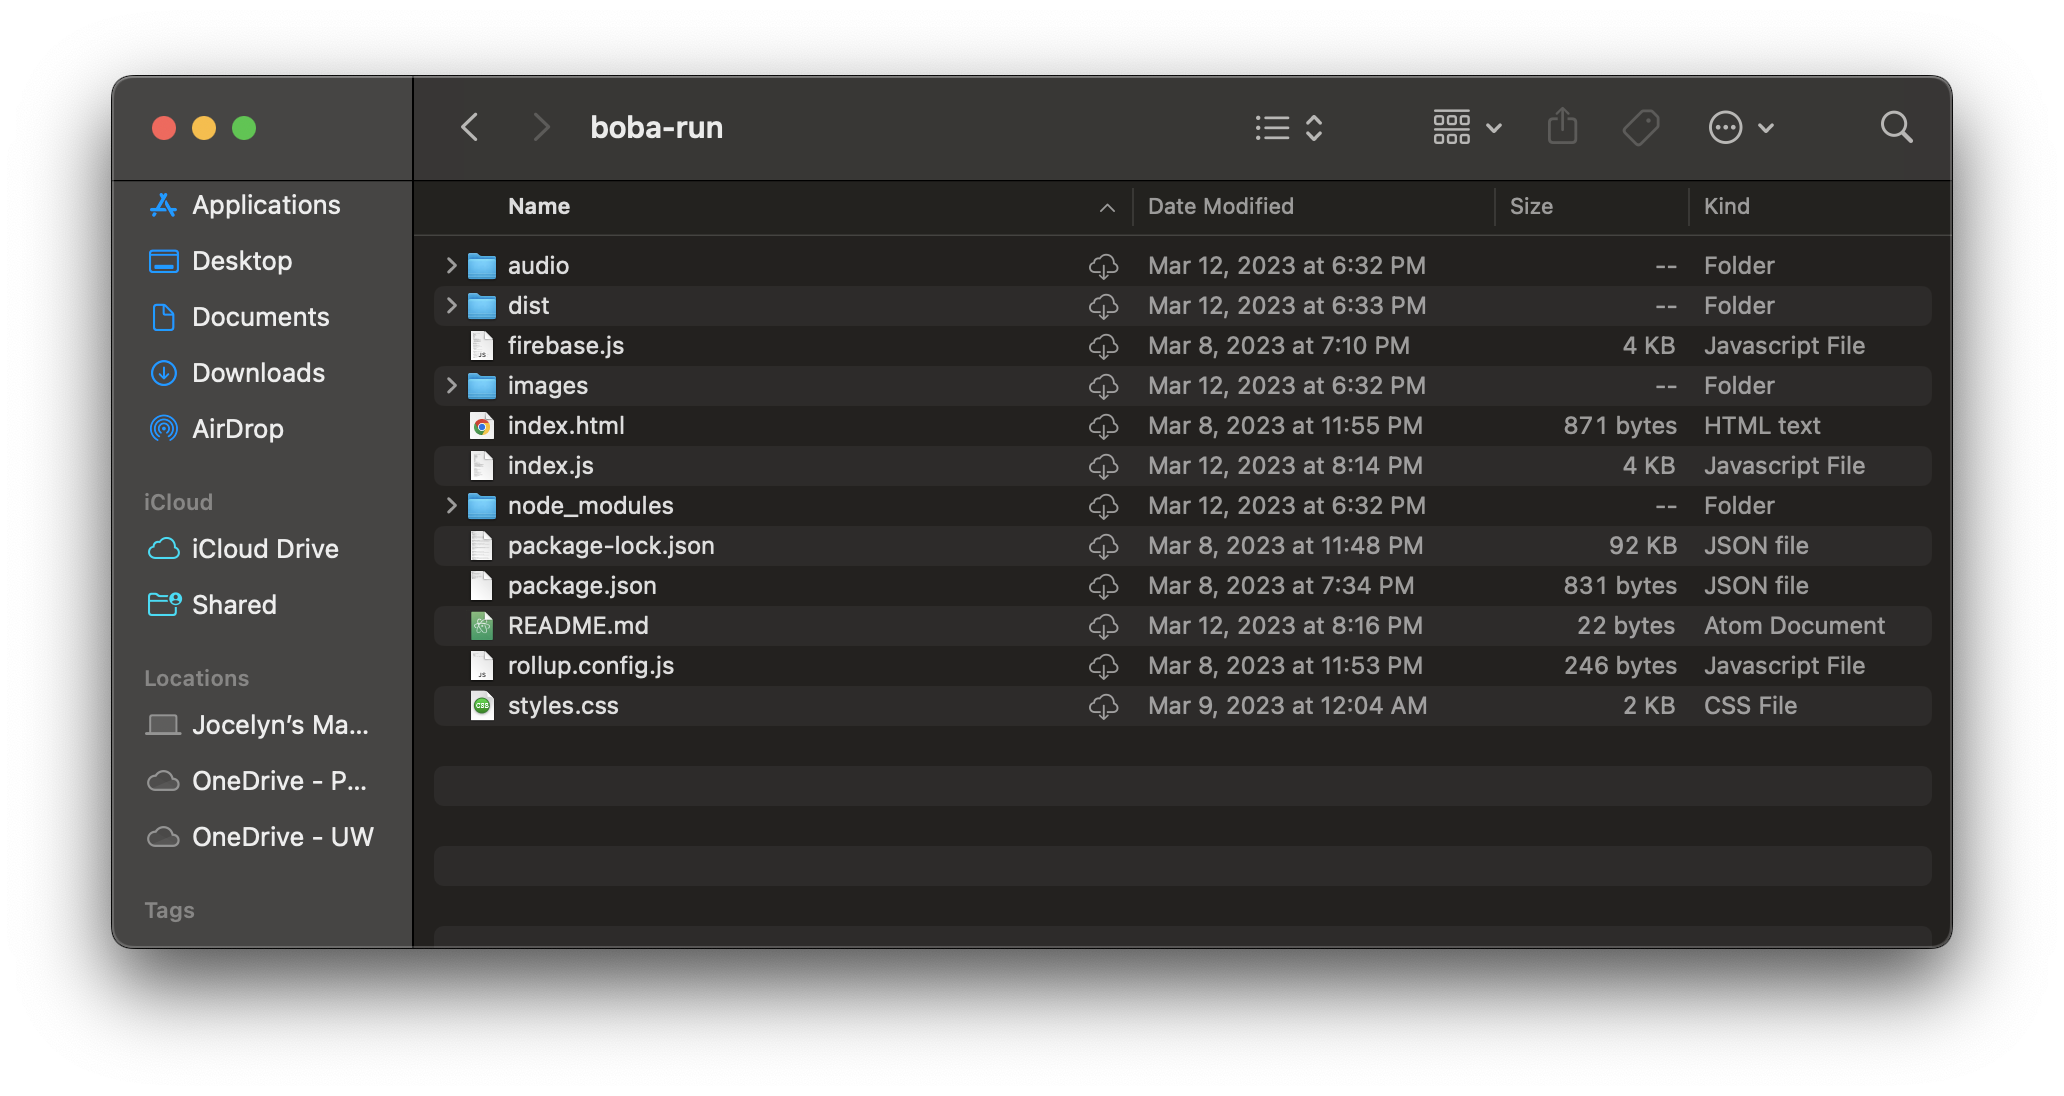 boba-run
Applications
Desktop
Documents
Downloads
AirDrop
iCloud
iCloud Drive
Shared
Locations
Jocelyn's Ma...
OneDrive - P...
OneDrive - UW
Tags
Name Date Modified Size Kind
audio Mar 12, 2023 at 6:32 PM -- Folder
dist Mar 12, 2023 at 6:33 PM -- Folder
firebase.js Mar 8, 2023 at 7:10 PM 4 KB Javascript File
images Mar 12, 2023 at 6:32 PM -- Folder
index.html Mar 8, 2023 at 11:55 PM 871 bytes HTML text
index.js Mar 12, 2023 at 8:14 PM 4 KB Javascript File
node_modules Mar 12, 2023 at 6:32 PM -- Folder
package-lock.json Mar 8, 2023 at 11:48 PM 92 KB JSON file
package.json Mar 8, 2023 at 7:34 PM 831 bytes JSON file
README.md Mar 12, 2023 at 8:16 PM 22 bytes Atom Document
rollup.config.js Mar 8, 2023 at 11:53 PM 246 bytes Javascript File
styles.css Mar 9, 2023 at 12:04 AM 2 KB CSS File